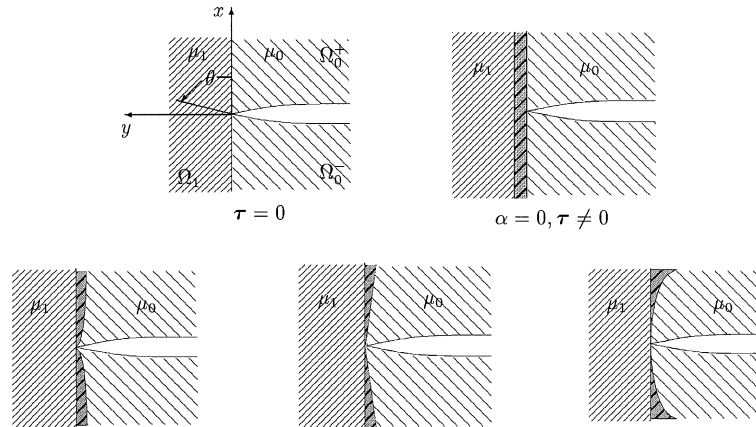 x
μ₁ μ₀ Ω₀⁺
θ
y
Ω₁ Ω₀⁻
τ = 0
μ₁ μ₀
α = 0, τ ≠ 0
μ₁ μ₀
μ₁ μ₀
μ₁ μ₀